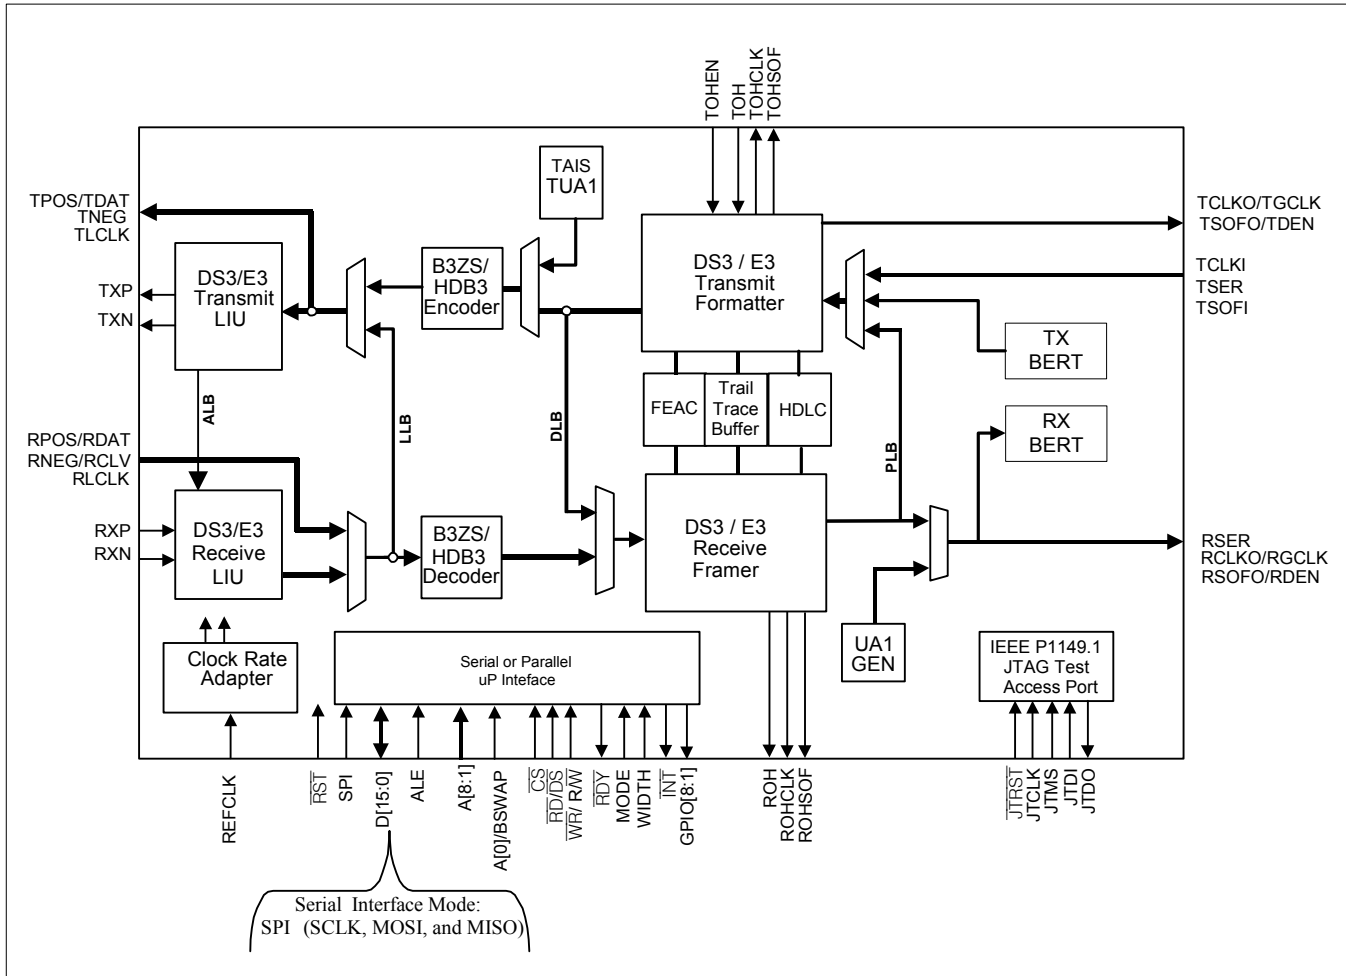 TOHEN
TOH
TOHCLK
TOHSOF
TAIS
TUA1
TPOS/TDAT
TNEG
TLCLK
TCLKO/TGCLK
TSOFO/TDEN
DS3/E3
Transmit
LIU
B3ZS/
HDB3
Encoder
DS3 / E3
Transmit
Formatter
TCLKI
TSER
TSOFI
TXP
TXN
TX
BERT
ALB
LLB
DLB
FEAC
Trail
Trace
Buffer
HDLC
PLB
RX
BERT
RPOS/RDAT
RNEG/RCLV
RLCLK
RXP
RXN
DS3/E3
Receive
LIU
B3ZS/
HDB3
Decoder
DS3 / E3
Receive
Framer
RSER
RCLKO/RGCLK
RSOFO/RDEN
Clock Rate
Adapter
Serial or Parallel
uP Inteface
UA1
GEN
IEEE P1149.1
JTAG Test
Access Port
REFCLK
RST
SPI
D[15:0]
ALE
A[8:1]
A[0]/BSWAP
CS
RD/DS
WR/ R/W
RDY
MODE
WIDTH
INT
GPIO[8:1]
ROH
ROHCLK
ROHSOF
JTRST
JTCLK
JTMS
JTDI
JTDO
Serial Interface Mode:
SPI (SCLK, MOSI, and MISO)